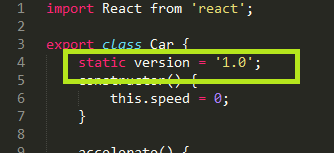 1 import React from 'react';
2
3 export class Car {
4 static version = '1.0';
5 constructor() {
6 this.speed = 0;
7 }
8
9 accelerate() {